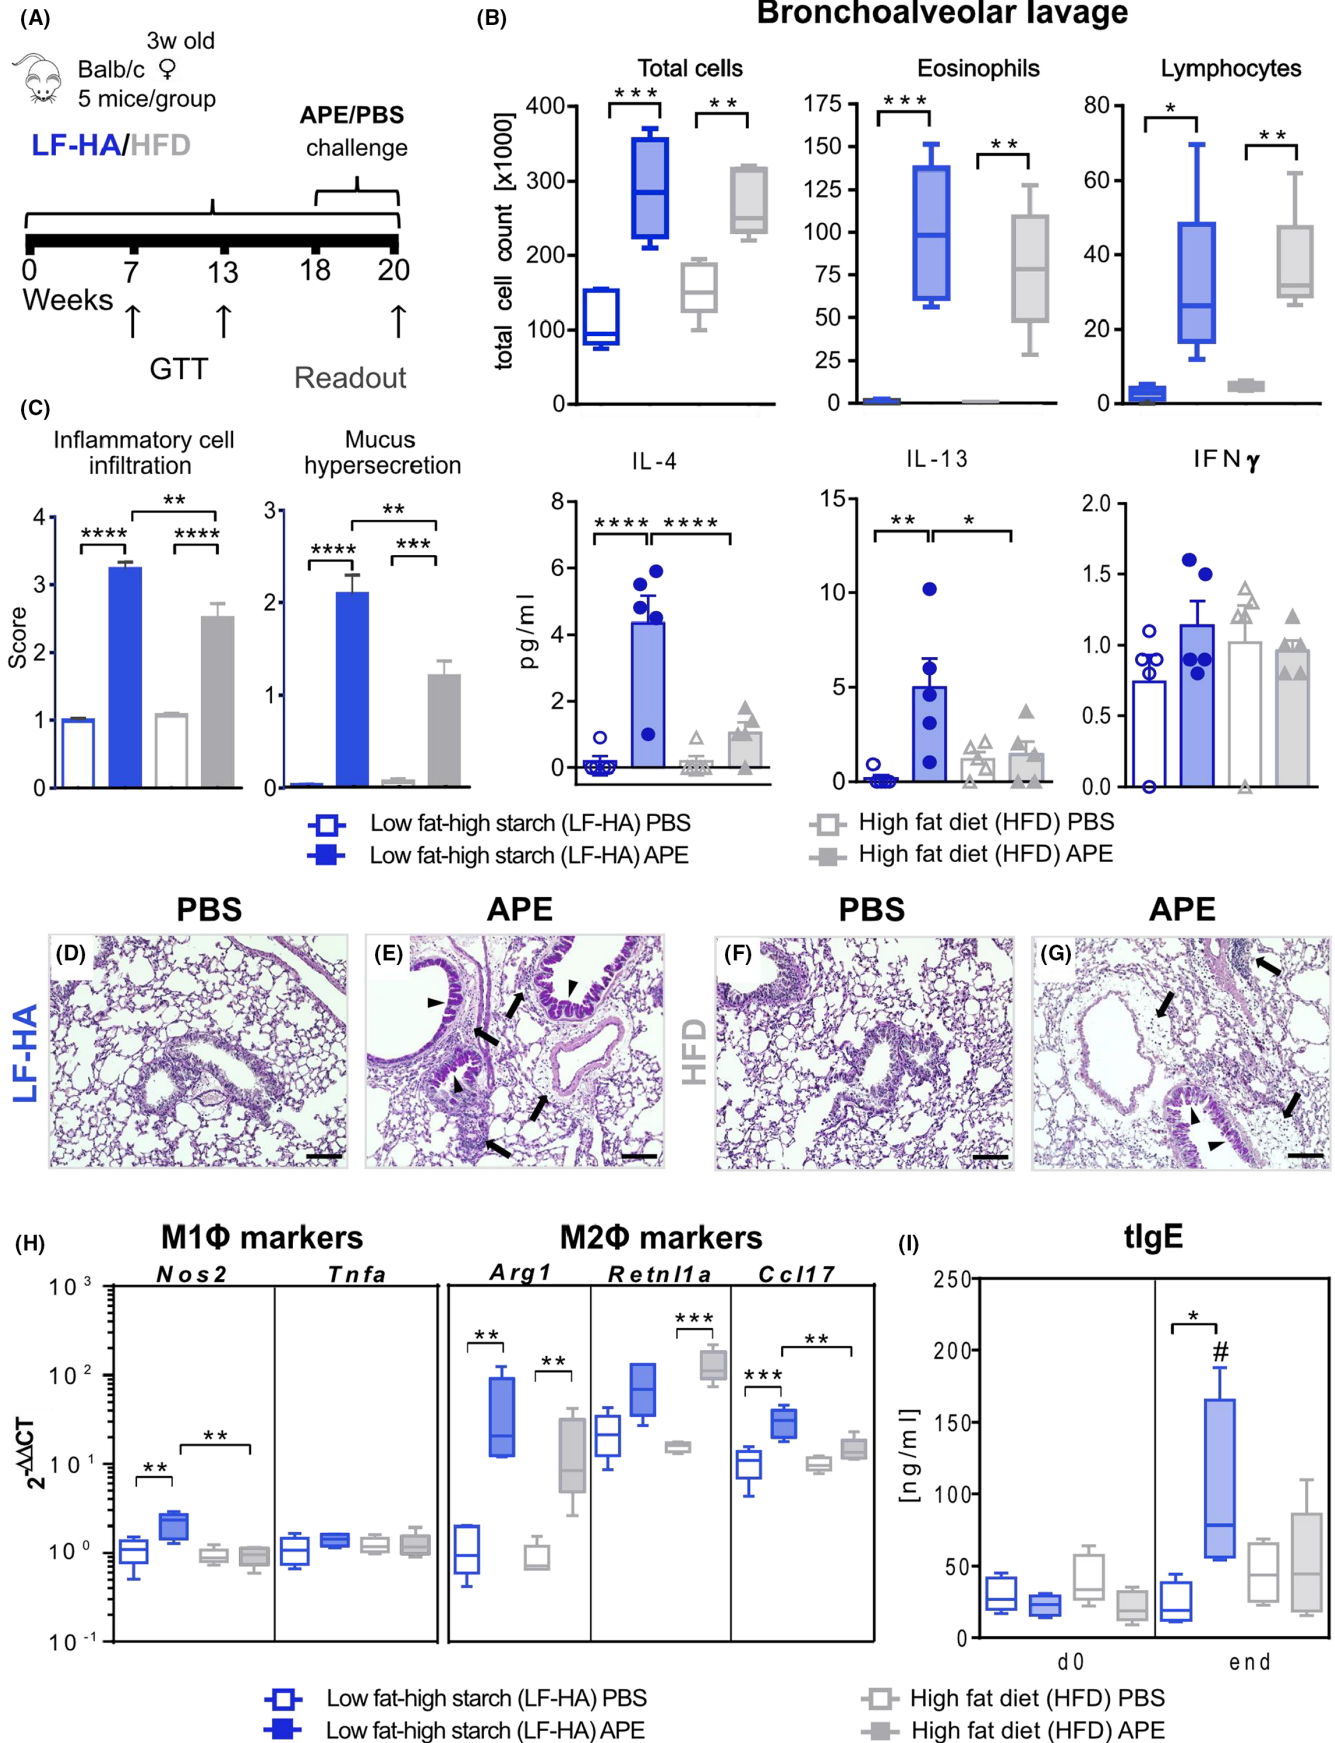 (A)
3w old
Balb/c ♀
5 mice/group
LF-HA/HFD
APE/PBS
challenge
0 7 13 18 20
Weeks
GTT
Readout
(B)
Bronchoalveolar lavage
Total cells
total cell count [x1000]
400
300
200
100
0
*** **
Eosinophils
175
150
125
100
75
50
25
0
*** **
Lymphocytes
80
60
40
20
0
* **
(C)
Inflammatory cell
infiltration
Score
4
3
2
1
0
**
**** ****
Mucus
hypersecretion
3
2
1
0
**
**** ***
IL-4
pg/ml
8
6
4
2
0
**** ****
IL-13
15
10
5
0
** *
IFNγ
2.0
1.5
1.0
0.5
0.0
Low fat-high starch (LF-HA) PBS
Low fat-high starch (LF-HA) APE
High fat diet (HFD) PBS
High fat diet (HFD) APE
PBS APE PBS APE
LF-HA
(D)
(E)
HFD
(F)
(G)
(H)
M1Φ markers
Nos2 Tnfa
2-ΔΔCT
10 3
10 2
10 1
10 0
10 -1
**
**
M2Φ markers
Arg1 Retnl1a Ccl17
**
**
***
***
**
(I)
tIgE
[ng/ml]
250
200
150
100
50
0
*
#
d0 end
Low fat-high starch (LF-HA) PBS
Low fat-high starch (LF-HA) APE
High fat diet (HFD) PBS
High fat diet (HFD) APE